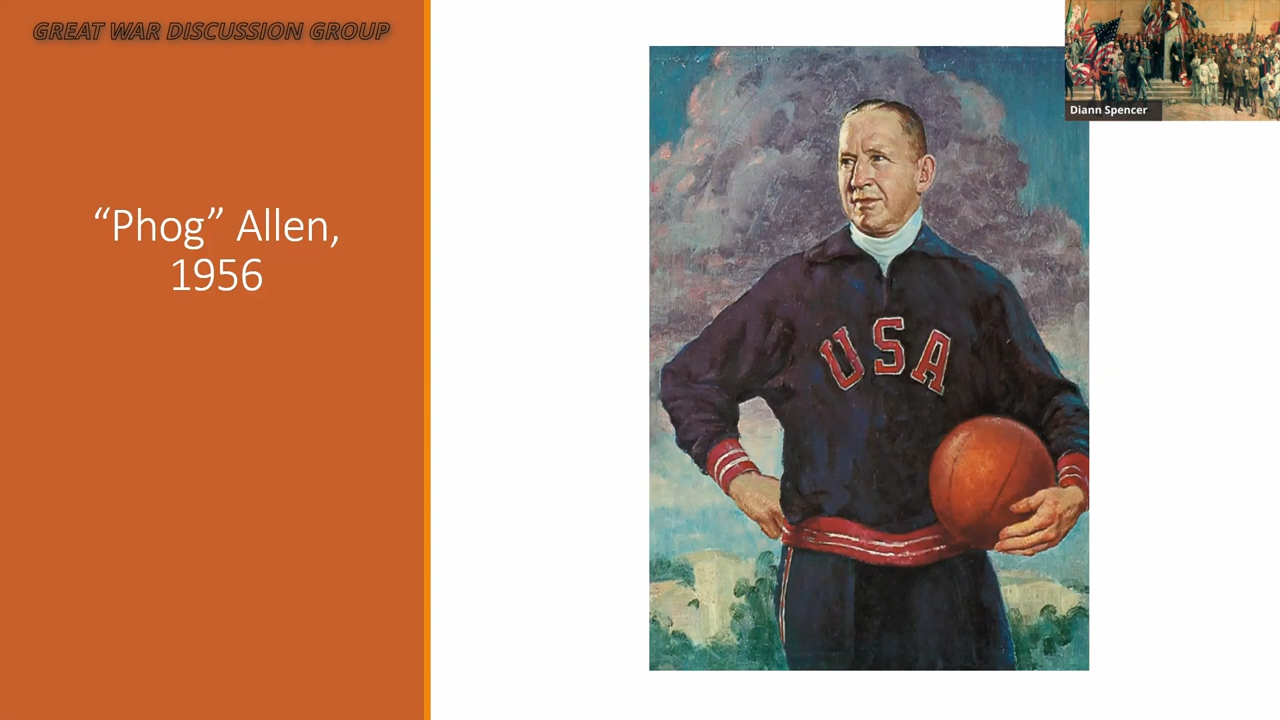 GREAT WAR DISCUSSION GROUP
“Phog” Allen,
1956
USA
Diann Spencer